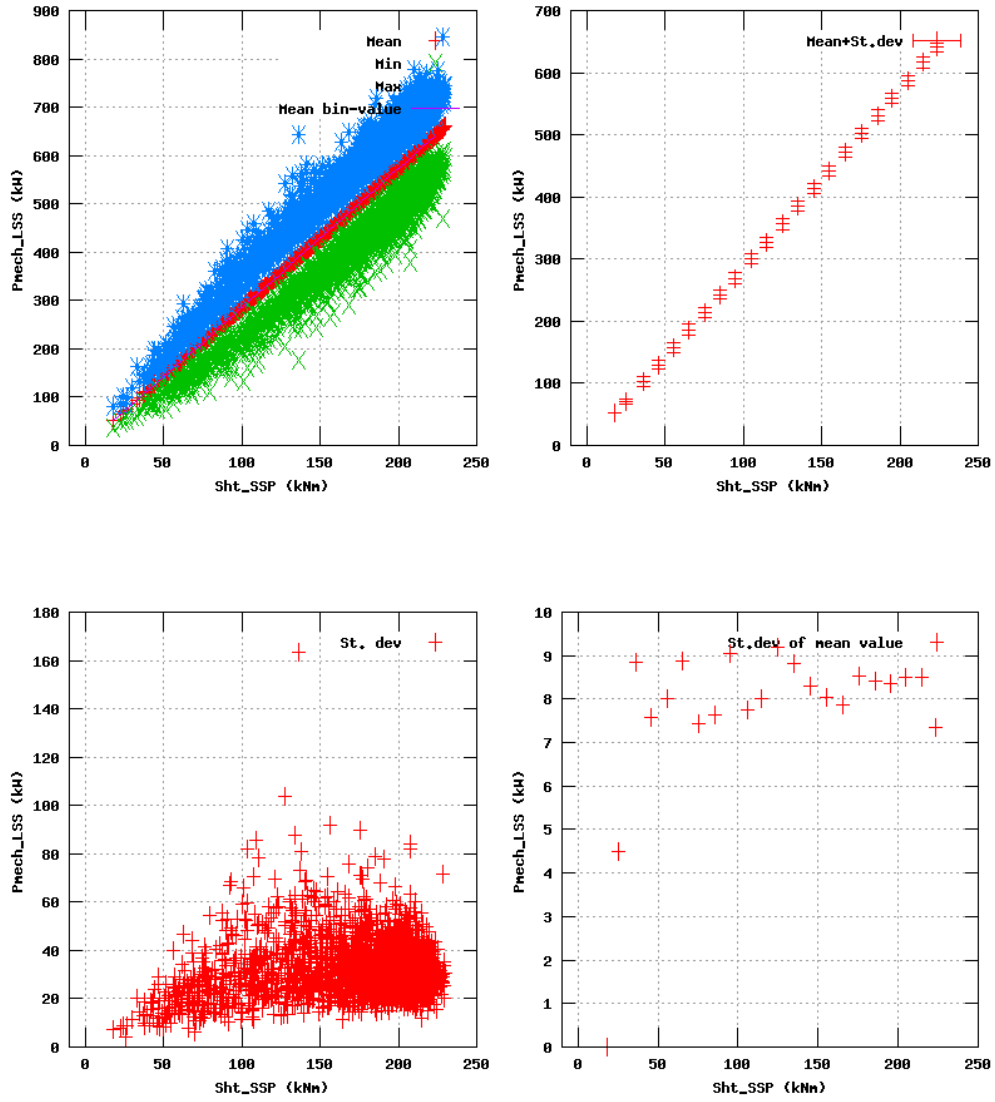 900
800
700
600
500
400
300
200
100
0
Pmech_LSS (kW)
Mean
Min
Max
Mean bin-value
0 50 100 150 200 250
Sht_SSP (kNm)
700
600
500
400
300
200
100
0
Pmech_LSS (kW)
Mean+St.dev
0 50 100 150 200 250
Sht_SSP (kNm)
180
160
140
120
100
80
60
40
20
0
Pmech_LSS (kW)
St. dev
0 50 100 150 200 250
Sht_SSP (kNm)
10
9
8
7
6
5
4
3
2
1
0
Pmech_LSS (kW)
St.dev of mean value
0 50 100 150 200 250
Sht_SSP (kNm)